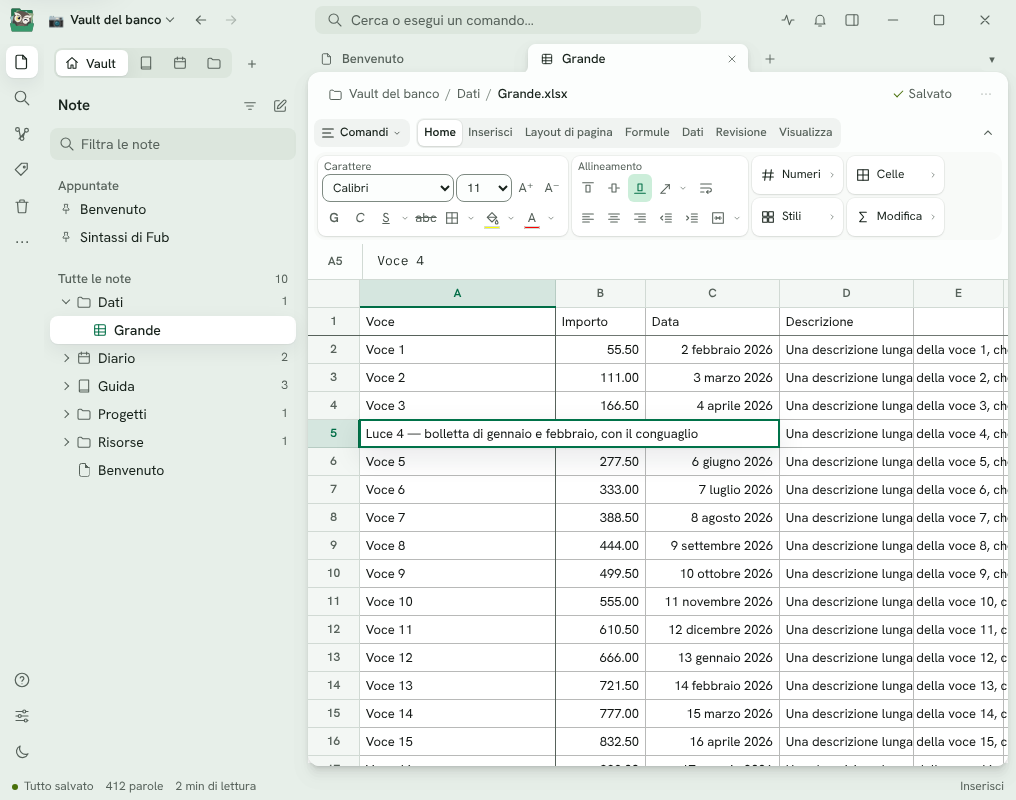 Vault del banco
Cerca o esegui un comando…
Vault
Benvenuto
Grande
Note
Filtra le note
Appuntate
Benvenuto
Sintassi di Fub
Tutte le note 10
Dati 1
Grande
Diario 2
Guida 3
Progetti 1
Risorse 1
Benvenuto
Vault del banco / Dati / Grande.xlsx
Salvato
Comandi
Home Inserisci Layout di pagina Formule Dati Revisione Visualizza
Carattere
Calibri 11 A⁺ A⁻
G C S abc A
Allineamento
Numeri
Celle
Stili
Modifica
A5 Voce 4
A B C D E
1 Voce Importo Data Descrizione
2 Voce 1 55.50 2 febbraio 2026 Una descrizione lunga della voce 1, ch
3 Voce 2 111.00 3 marzo 2026 Una descrizione lunga della voce 2, ch
4 Voce 3 166.50 4 aprile 2026 Una descrizione lunga della voce 3, ch
5 Luce 4 — bolletta di gennaio e febbraio, con il conguaglio Una descrizione lunga della voce 4, ch
6 Voce 5 277.50 6 giugno 2026 Una descrizione lunga della voce 5, ch
7 Voce 6 333.00 7 luglio 2026 Una descrizione lunga della voce 6, ch
8 Voce 7 388.50 8 agosto 2026 Una descrizione lunga della voce 7, ch
9 Voce 8 444.00 9 settembre 2026 Una descrizione lunga della voce 8, ch
10 Voce 9 499.50 10 ottobre 2026 Una descrizione lunga della voce 9, ch
11 Voce 10 555.00 11 novembre 2026 Una descrizione lunga della voce 10, c
12 Voce 11 610.50 12 dicembre 2026 Una descrizione lunga della voce 11, c
13 Voce 12 666.00 13 gennaio 2026 Una descrizione lunga della voce 12, c
14 Voce 13 721.50 14 febbraio 2026 Una descrizione lunga della voce 13, c
15 Voce 14 777.00 15 marzo 2026 Una descrizione lunga della voce 14, c
16 Voce 15 832.50 16 aprile 2026 Una descrizione lunga della voce 15, c
Tutto salvato 412 parole 2 min di lettura
Inserisci